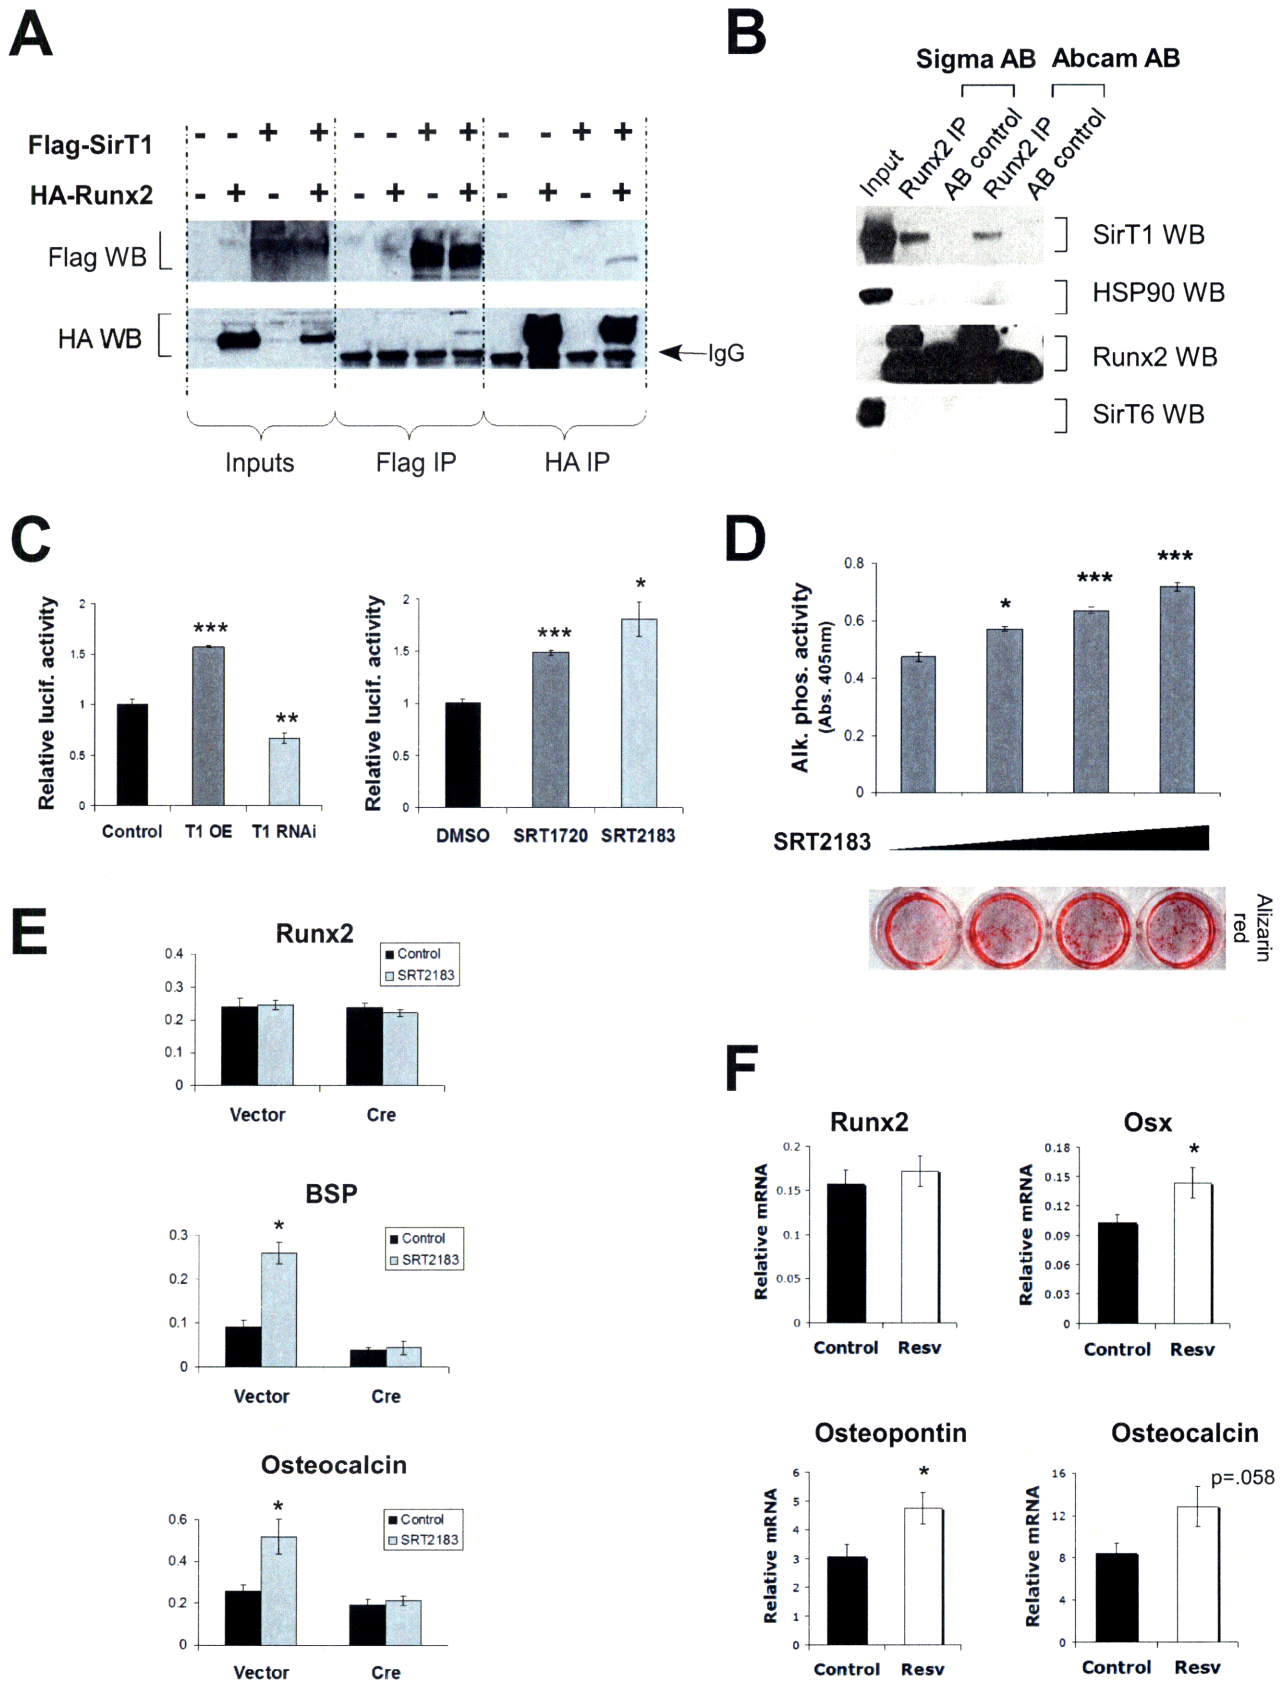 A
Flag-SirT1 - - + + - - + + - - + +
HA-Runx2 - + - + - + - + - + - +
Flag WB
HA WB
IgG
Inputs Flag IP HA IP
B
Sigma AB Abcam AB
Input Runx2 IP AB control Runx2 IP AB control
SirT1 WB
HSP90 WB
Runx2 WB
SirT6 WB
C
Relative lucif. activity
2
1.5
1
0.5
0
***
**
Control T1 OE T1 RNAi
Relative lucif. activity
2
1.5
1
0.5
0
***
*
DMSO SRT1720 SRT2183
D
Alk. phos. activity
(Abs. 405nm)
0.8
0.6
0.4
0.2
0
*
***
***
SRT2183
Alizarin
red
E
Runx2
0.4
0.3
0.2
0.1
0
Control
SRT2183
Vector Cre
BSP
0.3
0.2
0.1
0
*
Control
SRT2183
Vector Cre
Osteocalcin
0.6
0.4
0.2
0
*
Control
SRT2183
Vector Cre
F
Runx2
Relative mRNA
0.2
0.15
0.1
0.05
0
Control Resv
Osx
Relative mRNA
0.18
0.15
0.12
0.09
0.06
0.03
0
*
Control Resv
Osteopontin
Relative mRNA
6
5
4
3
2
1
0
*
Control Resv
Osteocalcin
Relative mRNA
16
12
8
4
0
p=.058
Control Resv